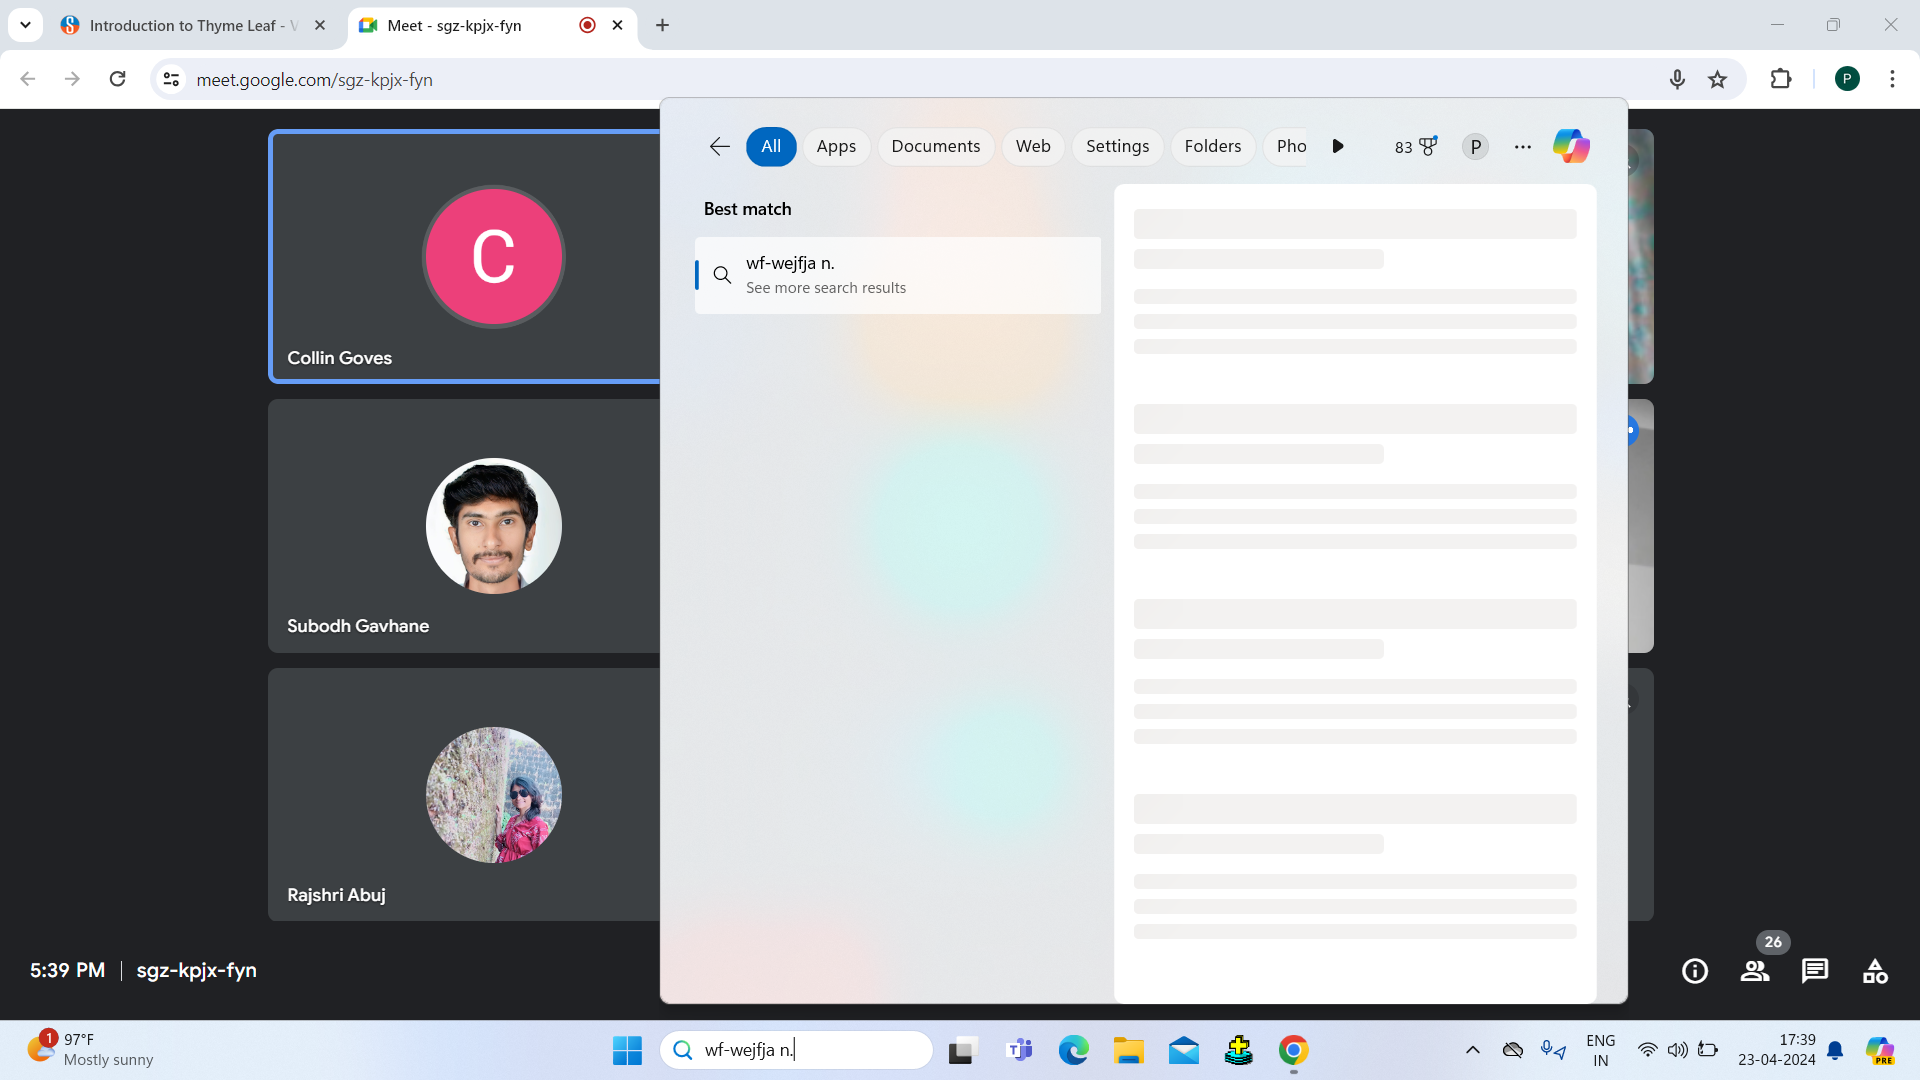 Introduction to Thyme Leaf - V
Meet - sgz-kpjx-fyn
meet.google.com/sgz-kpjx-fyn
P
All
Apps
Documents
Web
Settings
Folders
Pho
83
P
Best match
wf-wejfja n.
See more search results
C
Collin Goves
Subodh Gavhane
Rajshri Abuj
5:39 PM
sgz-kpjx-fyn
26
1
97°F
Mostly sunny
wf-wejfja n.
ENG
IN
17:39
23-04-2024
PRE